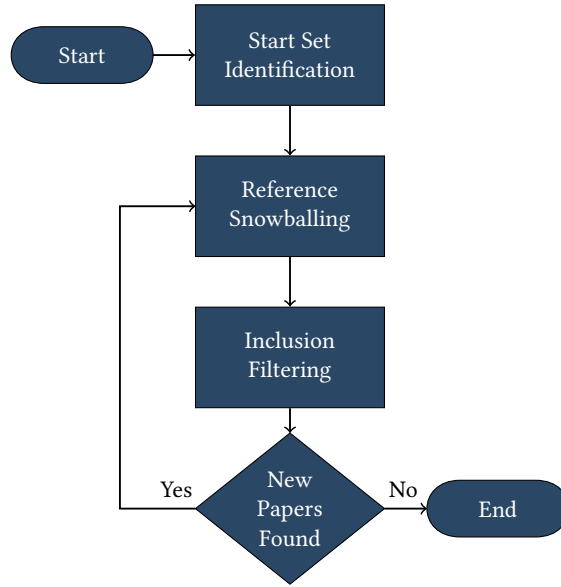 Start
Start Set
Identification
Reference
Snowballing
Inclusion
Filtering
New
Papers
Found
Yes
No
End